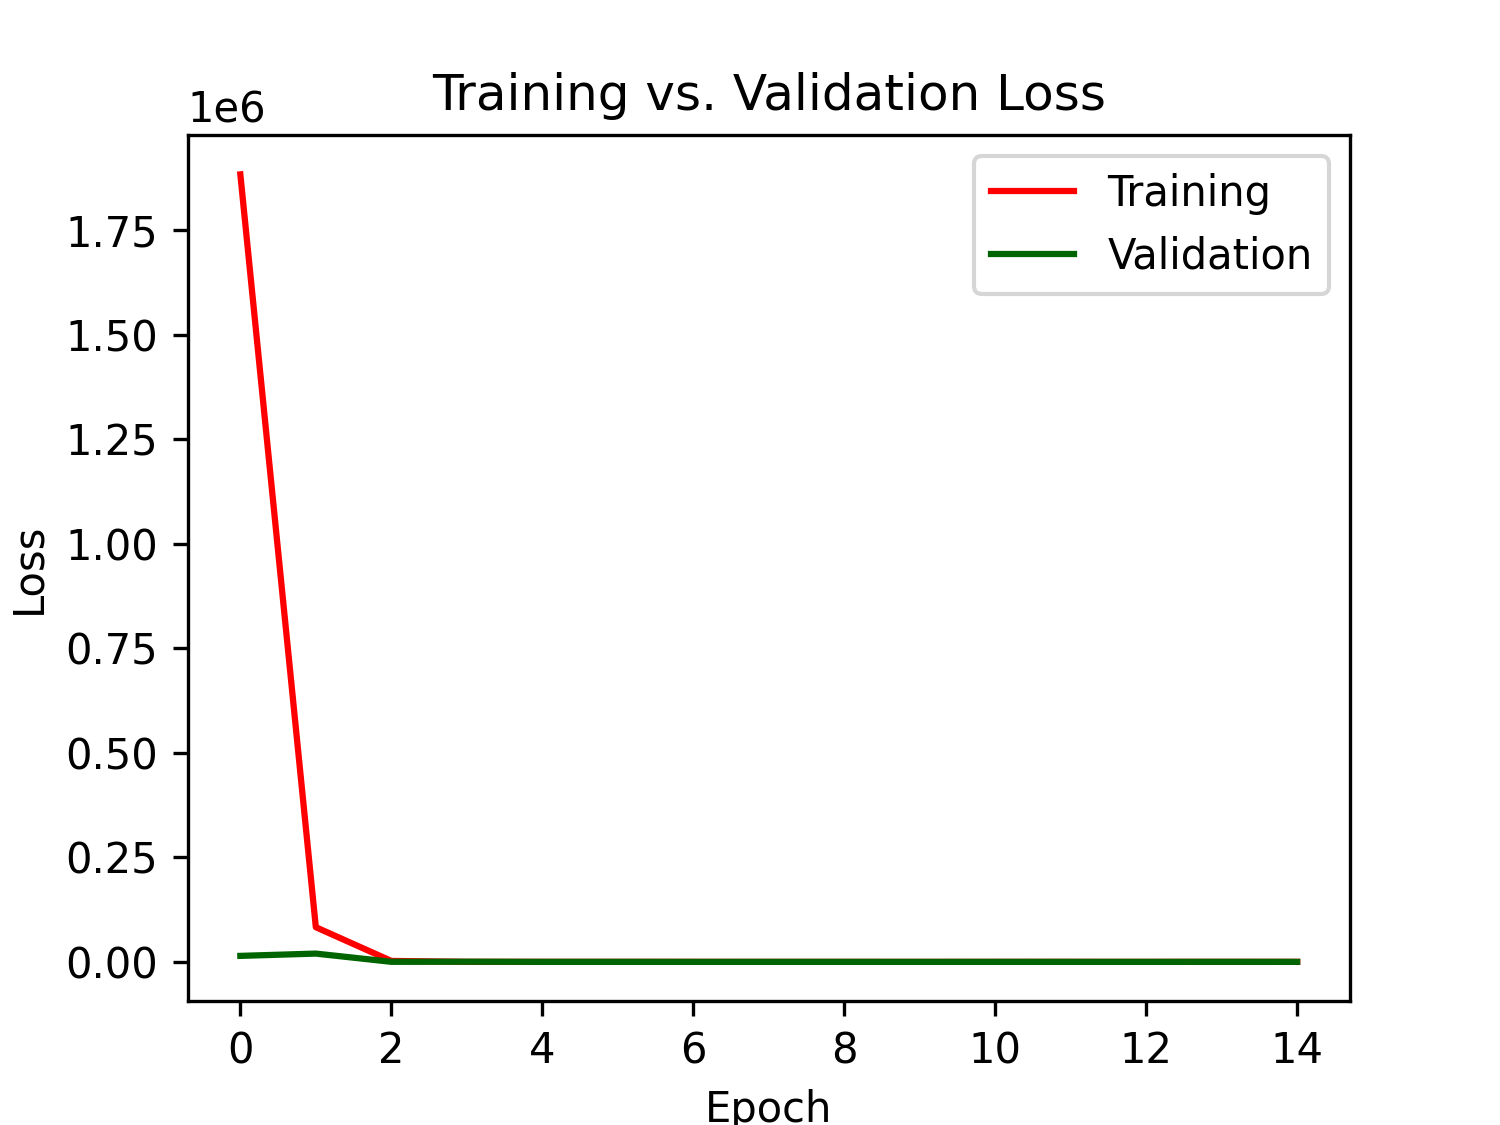 Training vs. Validation Loss
1e6
Training
Validation
1.75
1.50
1.25
1.00
0.75
0.50
0.25
0.00
Loss
0 2 4 6 8 10 12 14
Epoch